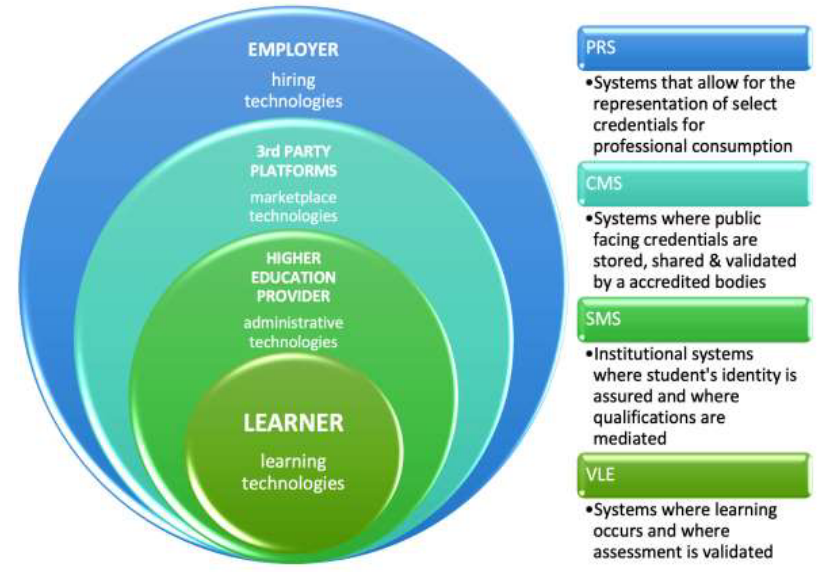 EMPLOYER
hiring
technologies
3rd PARTY
PLATFORMS
marketplace
technologies
HIGHER
EDUCATION
PROVIDER
administrative
technologies
LEARNER
learning
technologies
PRS
•Systems that allow for the
representation of select
credentials for
professional consumption
CMS
•Systems where public
facing credentials are
stored, shared & validated
by a accredited bodies
SMS
•Institutional systems
where student's identity is
assured and where
qualifications are
mediated
VLE
•Systems where learning
occurs and where
assessment is validated